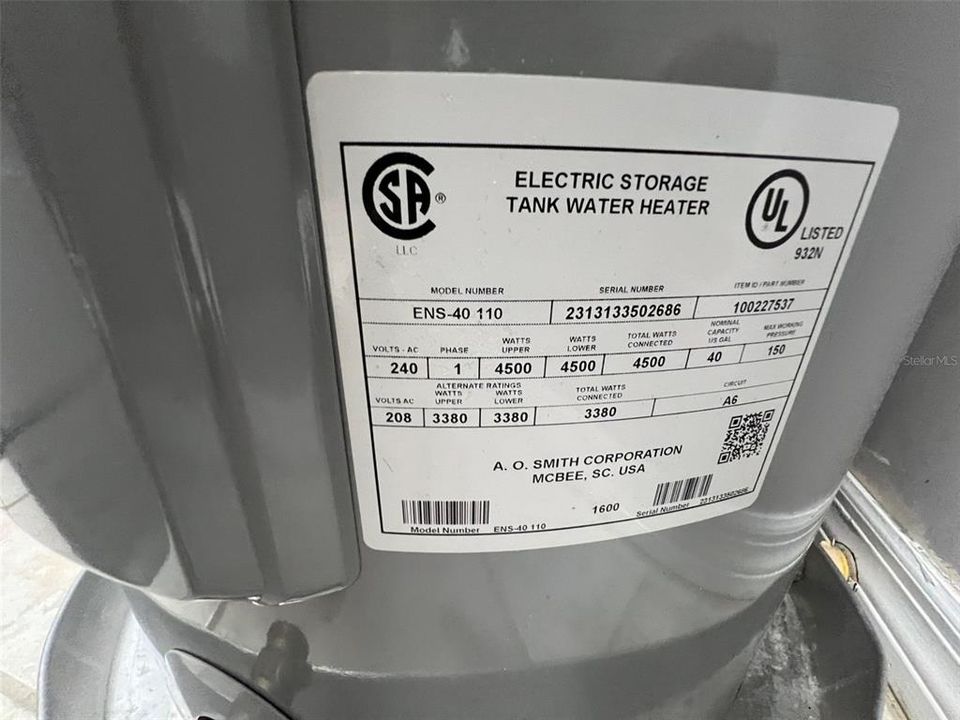 SA ®
LLC
ELECTRIC STORAGE
TANK WATER HEATER
UL
LISTED
932N
MODEL NUMBER SERIAL NUMBER ITEM ID / PART NUMBER
ENS-40 110 2313133502686 100227537
VOLTS - AC PHASE WATTS UPPER WATTS LOWER TOTAL WATTS CONNECTED NOMINAL CAPACITY US GAL MAX WORKING PRESSURE
240 1 4500 4500 4500 40 150
ALTERNATE RATINGS
VOLTS AC WATTS UPPER WATTS LOWER TOTAL WATTS CONNECTED CIRCUIT
208 3380 3380 3380 A6
A. O. SMITH CORPORATION
MCBEE, SC. USA
1600
Model Number ENS-40 110
Serial Number 2313133502686
StellarMLS